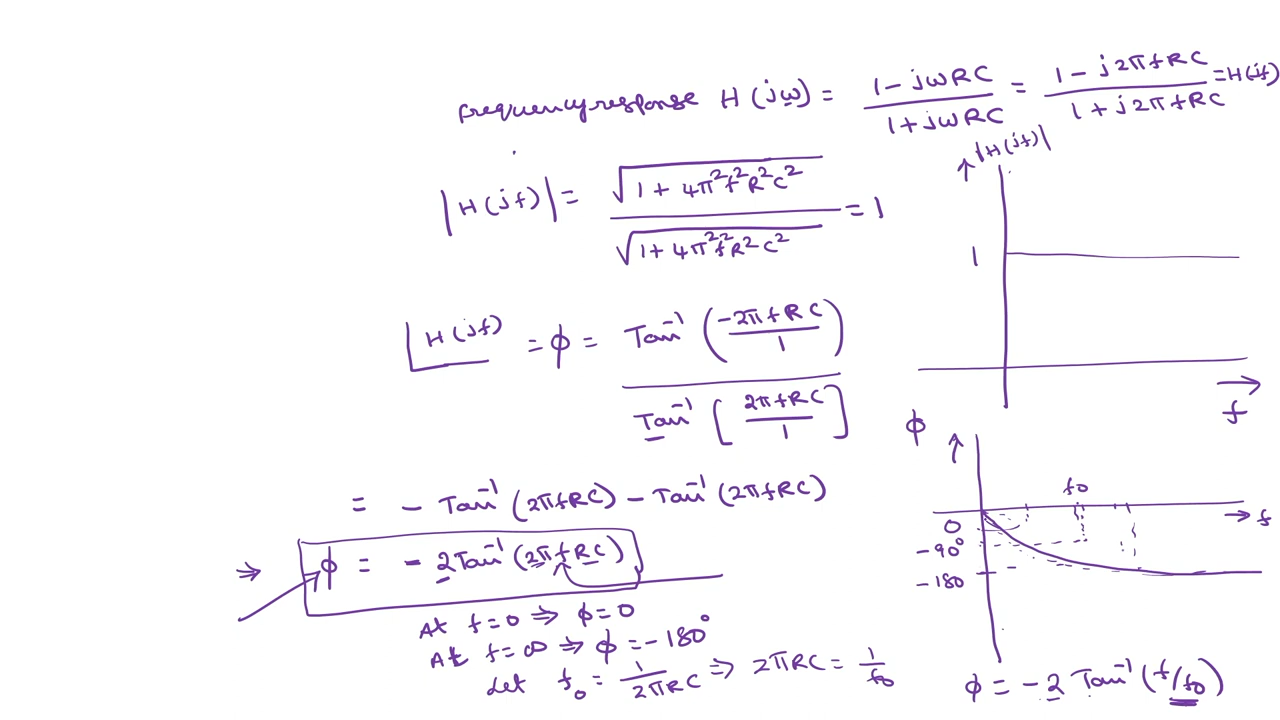 frequency response H(jω) = (1 - jωRC)/(1 + jωRC) = (1 - j2πfRC)/(1 + j2πfRC) = H(jf)
|H(jf)| = √(1 + 4π²f²R²C²)/√(1 + 4π²f²R²C²) = 1
|H(jf)|
1
f
∠H(jf) = ϕ = Tan⁻¹(-2πfRC/1)/Tan⁻¹[2πfRC/1]
= - Tan⁻¹(2πfRC) - Tan⁻¹(2πfRC)
⇒ ϕ = - 2Tan⁻¹(2πfRC)
At f=0 ⇒ ϕ=0
At f=∞ ⇒ ϕ=-180°
Let f₀ = 1/2πRC ⇒ 2πRC = 1/f₀
ϕ
f₀
0
-90°
-180
f
ϕ = -2 Tan⁻¹(f/f₀)